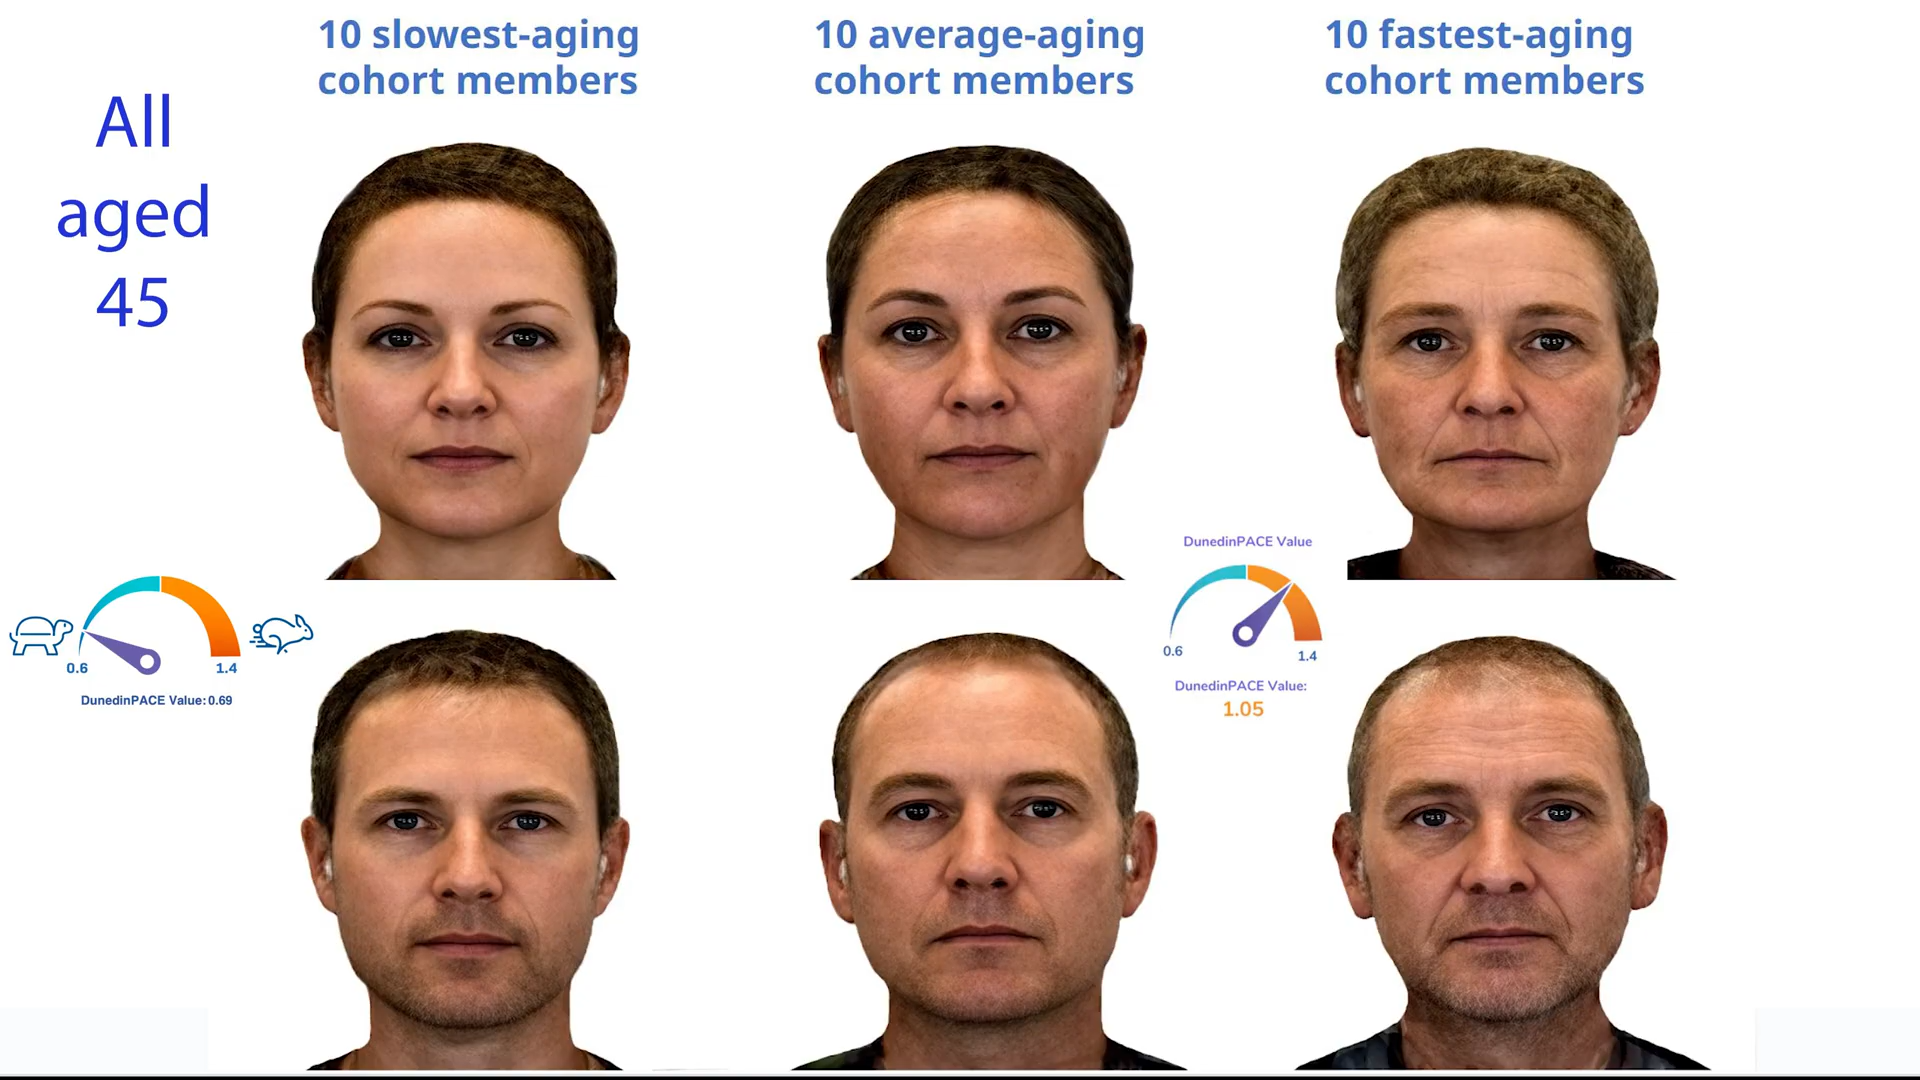 10 slowest-aging
cohort members
10 average-aging
cohort members
10 fastest-aging
cohort members
All
aged
45
0.6
1.4
DunedinPACE Value: 0.69
DunedinPACE Value
0.6
1.4
DunedinPACE Value:
1.05